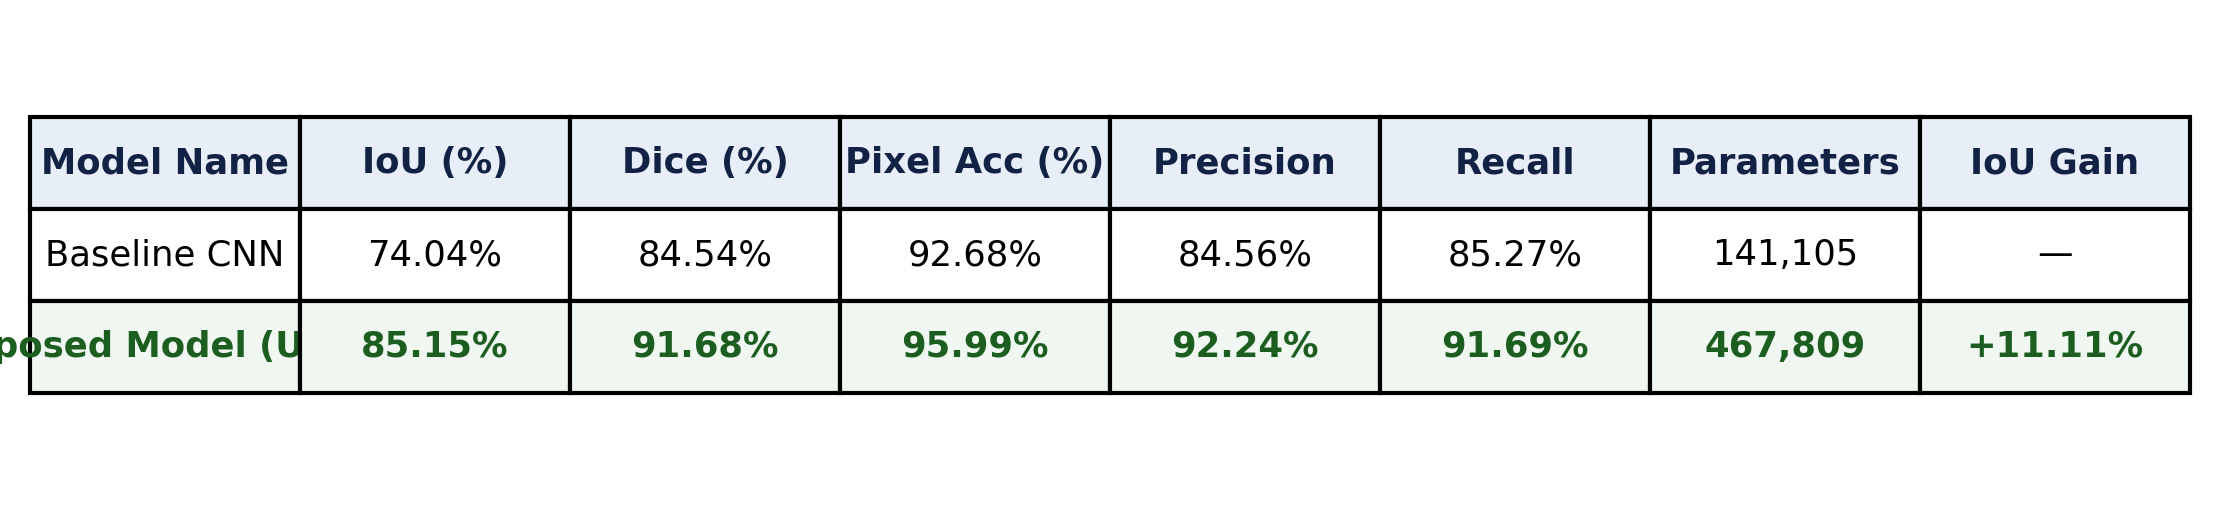 Model Name IoU (%) Dice (%) Pixel Acc (%) Precision Recall Parameters IoU Gain
Baseline CNN 74.04% 84.54% 92.68% 84.56% 85.27% 141,105 —
posed Model (U 85.15% 91.68% 95.99% 92.24% 91.69% 467,809 +11.11%